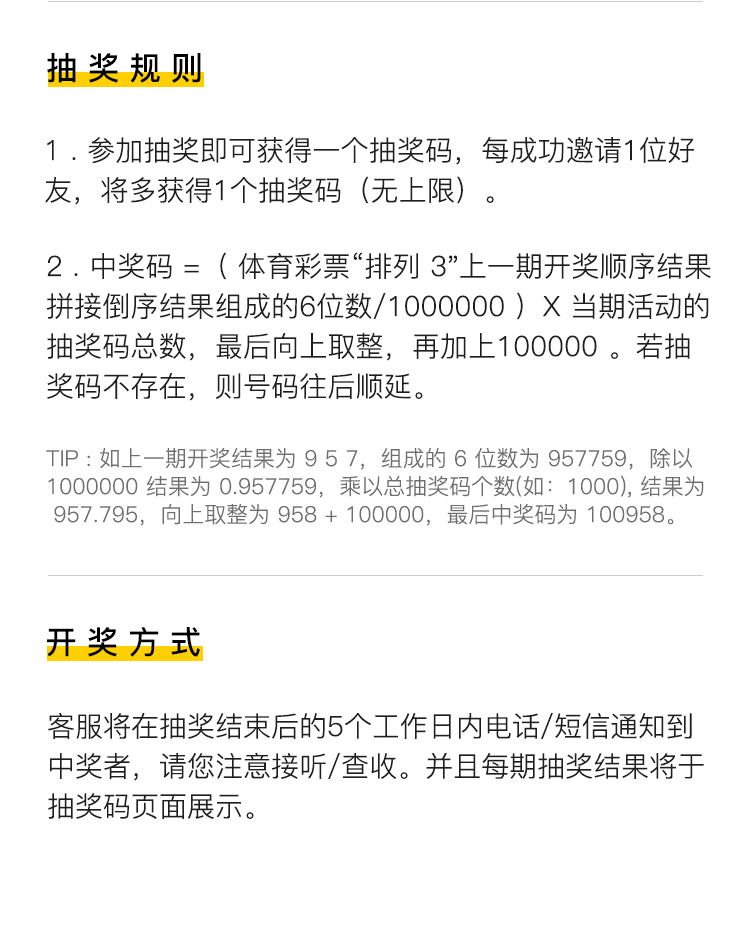 抽奖规则
1．参加抽奖即可获得一个抽奖码，每成功邀请1位好
友，将多获得1个抽奖码（无上限）。
2．中奖码 =（ 体育彩票“排列 3”上一期开奖顺序结果
拼接倒序结果组成的6位数/1000000 ）X 当期活动的
抽奖码总数，最后向上取整，再加上100000 。若抽
奖码不存在，则号码往后顺延。
TIP : 如上一期开奖结果为 9 5 7，组成的 6 位数为 957759，除以
1000000 结果为 0.957759，乘以总抽奖码个数(如：1000), 结果为
957.795，向上取整为 958 + 100000，最后中奖码为 100958。
开奖方式
客服将在抽奖结束后的5个工作日内电话/短信通知到
中奖者，请您注意接听/查收。并且每期抽奖结果将于
抽奖码页面展示。